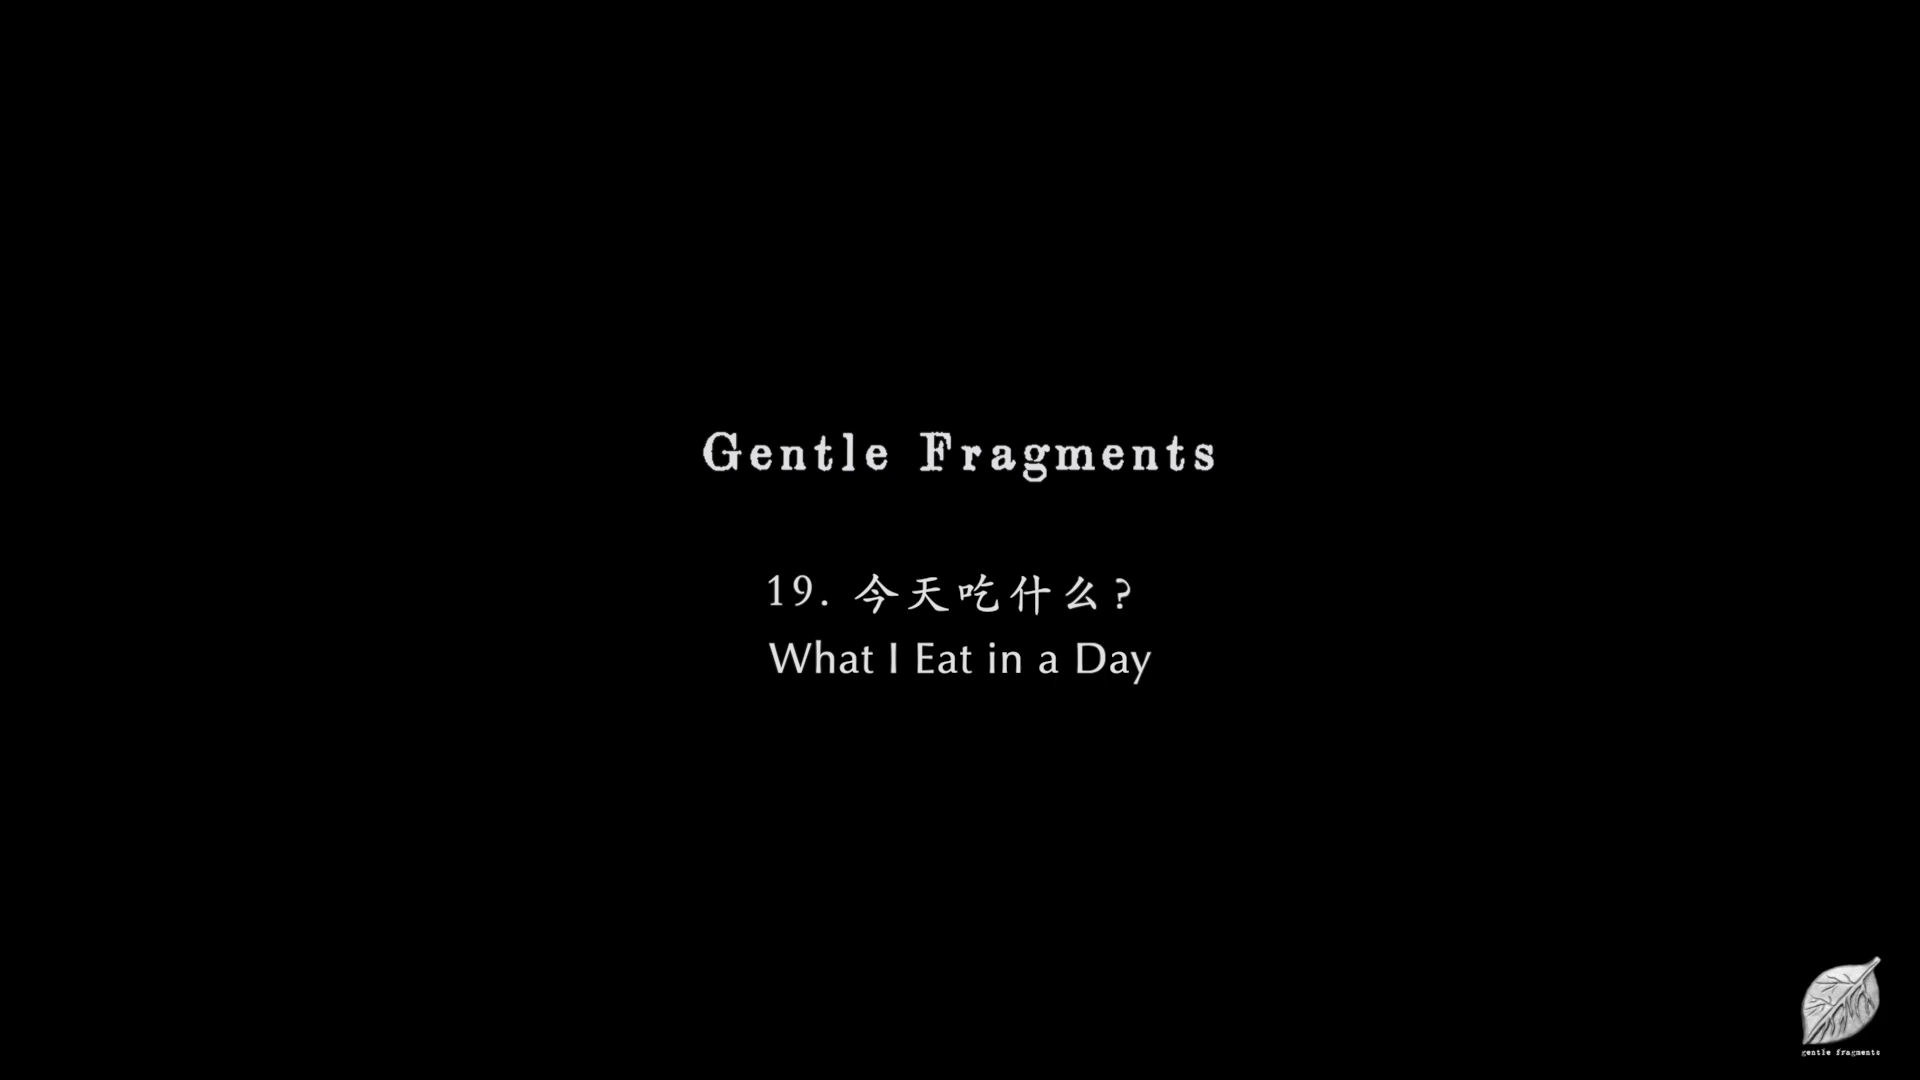 Gentle Fragments
19. 今天吃什么?
What I Eat in a Day
gentle fragments